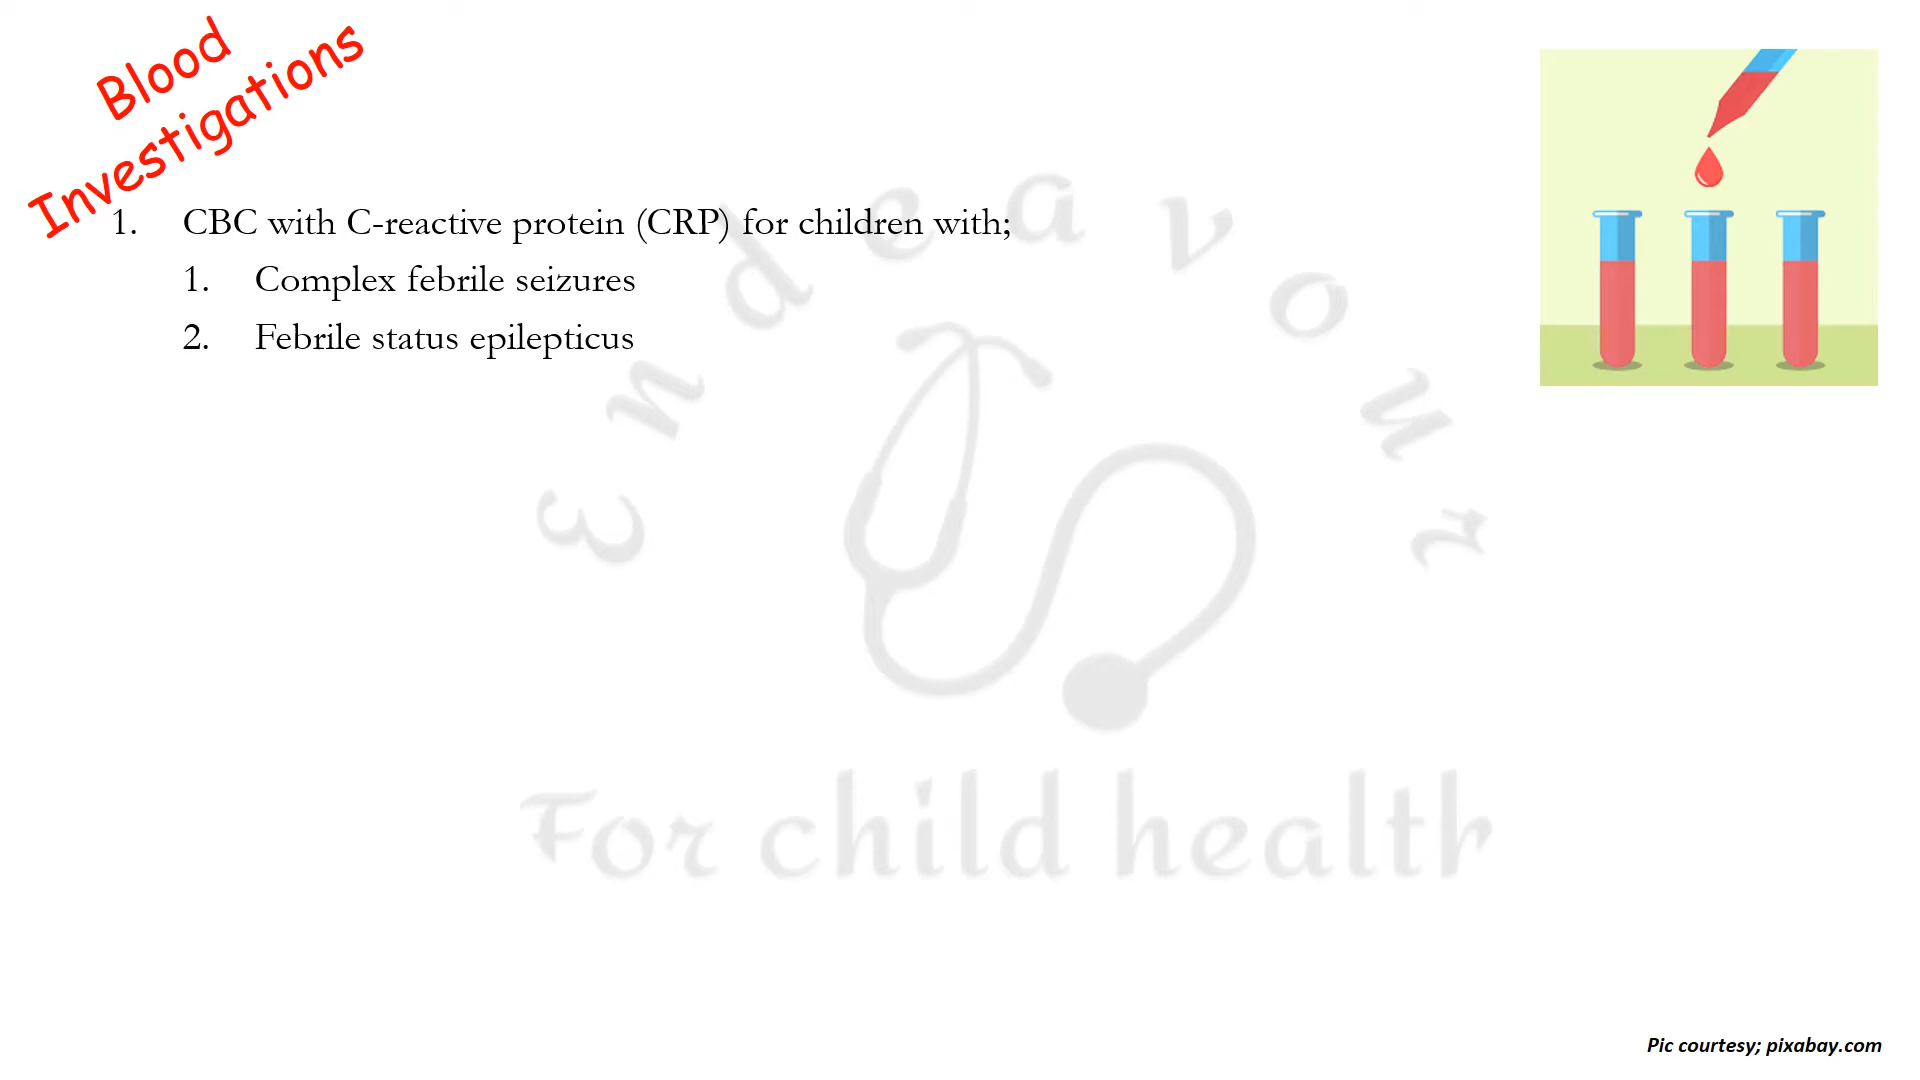 Blood
Investigations
1. CBC with C-reactive protein (CRP) for children with;
1. Complex febrile seizures
2. Febrile status epilepticus
Endeavour
For child health
Pic courtesy; pixabay.com